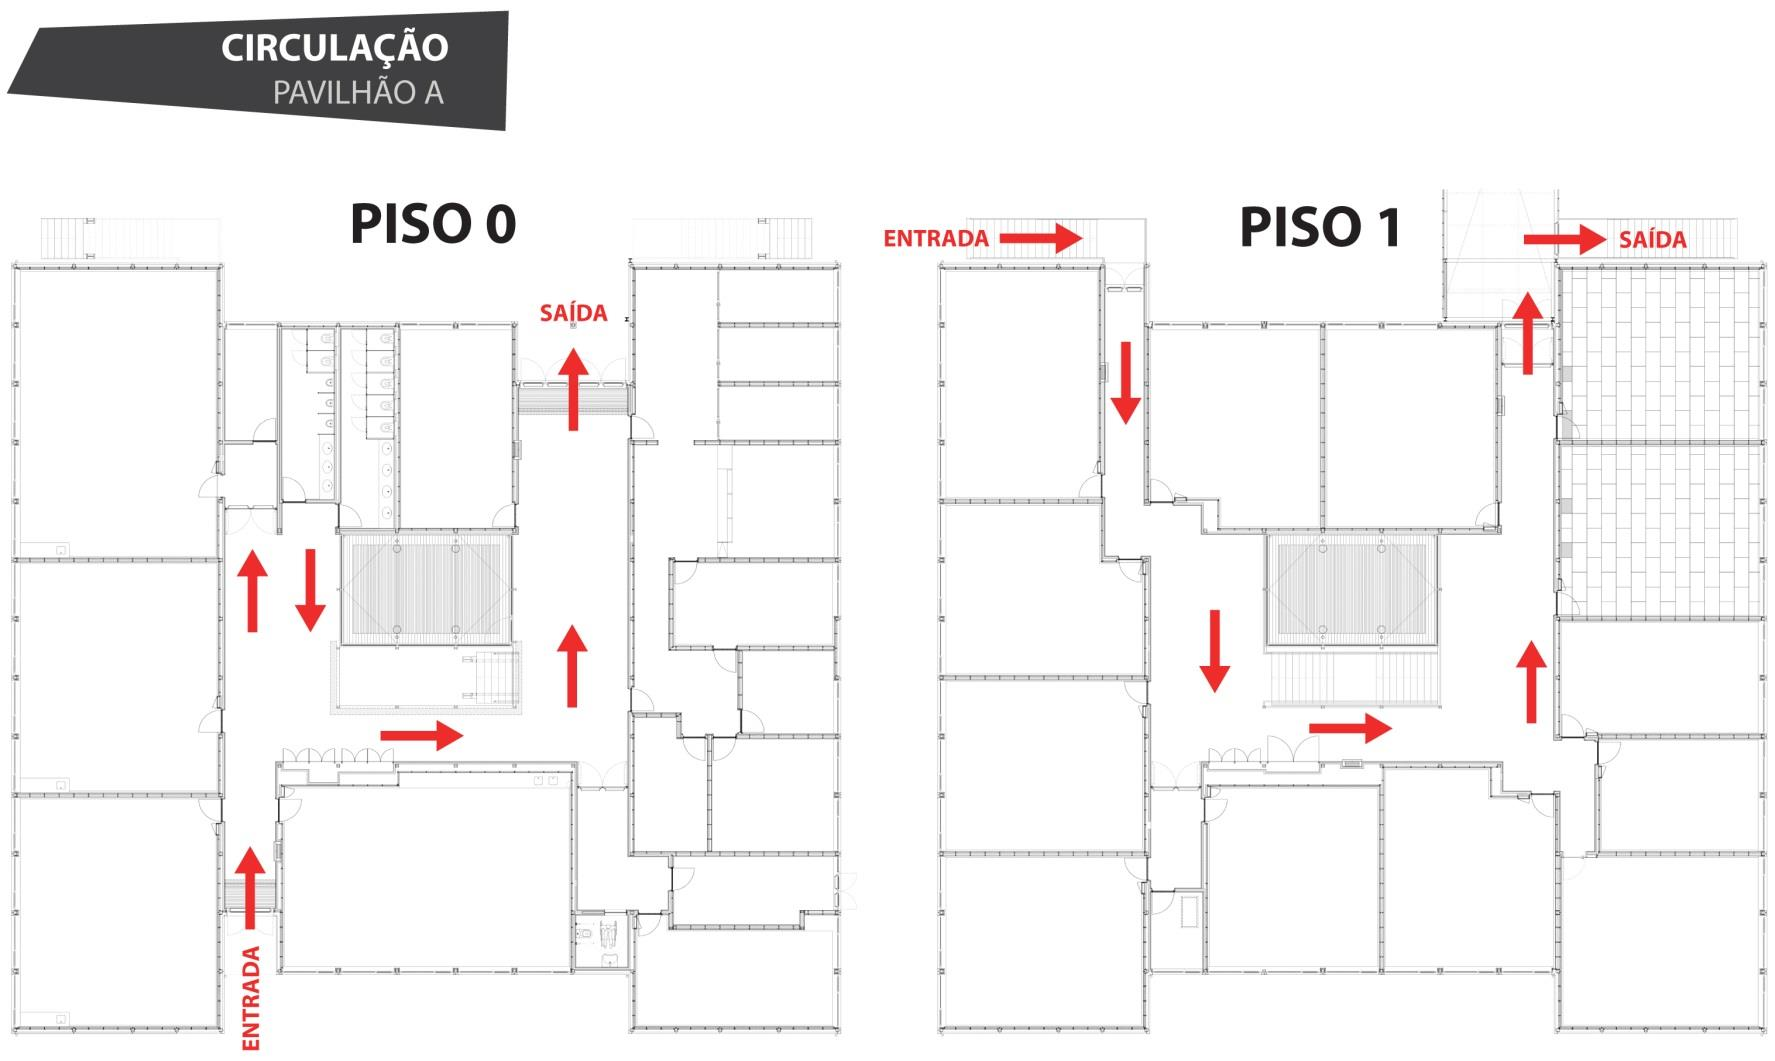 CIRCULAÇÃO
PAVILHÃO A
PISO 0
SAÍDA
ENTRADA
PISO 1
ENTRADA
SAÍDA